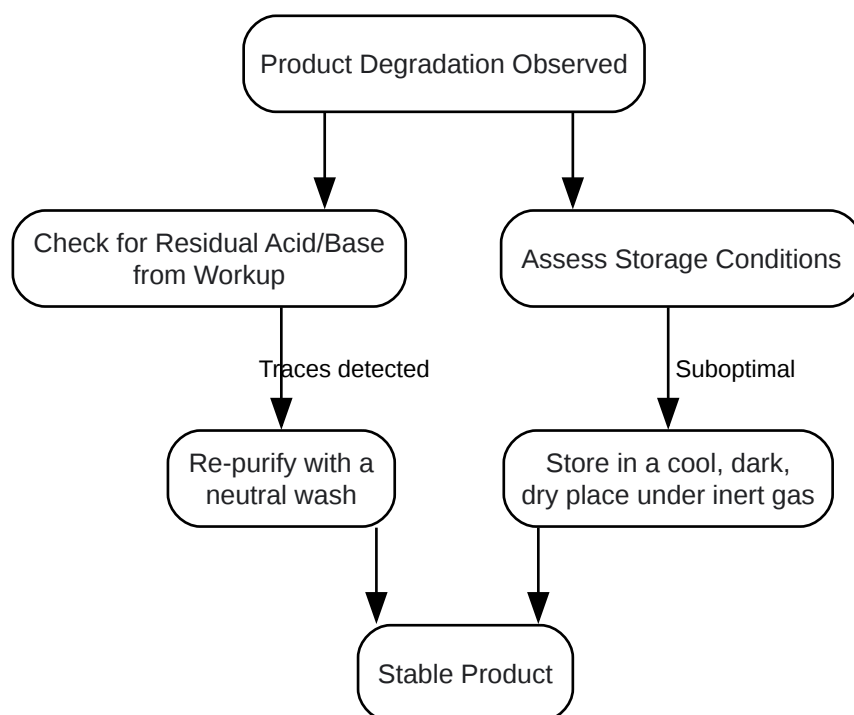 Product Degradation Observed
Check for Residual Acid/Base
from Workup
Assess Storage Conditions
Traces detected
Suboptimal
Re-purify with a
neutral wash
Store in a cool, dark,
dry place under inert gas
Stable Product